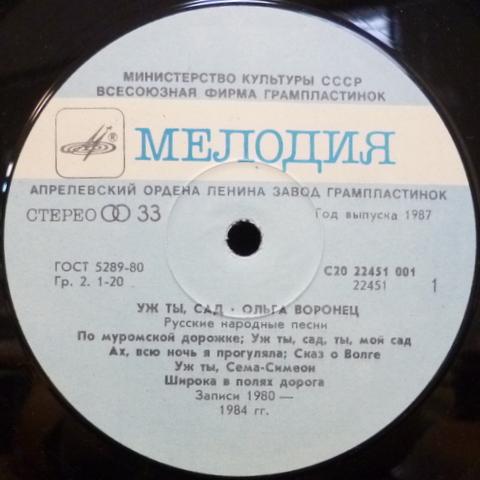 МИНИСТЕРСТВО КУЛЬТУРЫ СССР
ВСЕСОЮЗНАЯ ФИРМА ГРАМПЛАСТИНОК
® МЕЛОДИЯ
АПРЕЛЕВСКИЙ ОРДЕНА ЛЕНИНА ЗАВОД ГРАМПЛАСТИНОК
СТЕРЕО 33 Год выпуска 1987
ГОСТ 5289-80 С20 22451 001
Гр. 2. 1-20 22451 1
УЖ ТЫ, САД · ОЛЬГА ВОРОНЕЦ
Русские народные песни
По муромской дорожке; Уж ты, сад, ты, мой сад
Ах, всю ночь я прогуляла; Сказ о Волге
Уж ты, Сема-Симеон
Широка в полях дорога
Записи 1980—
1984 гг.